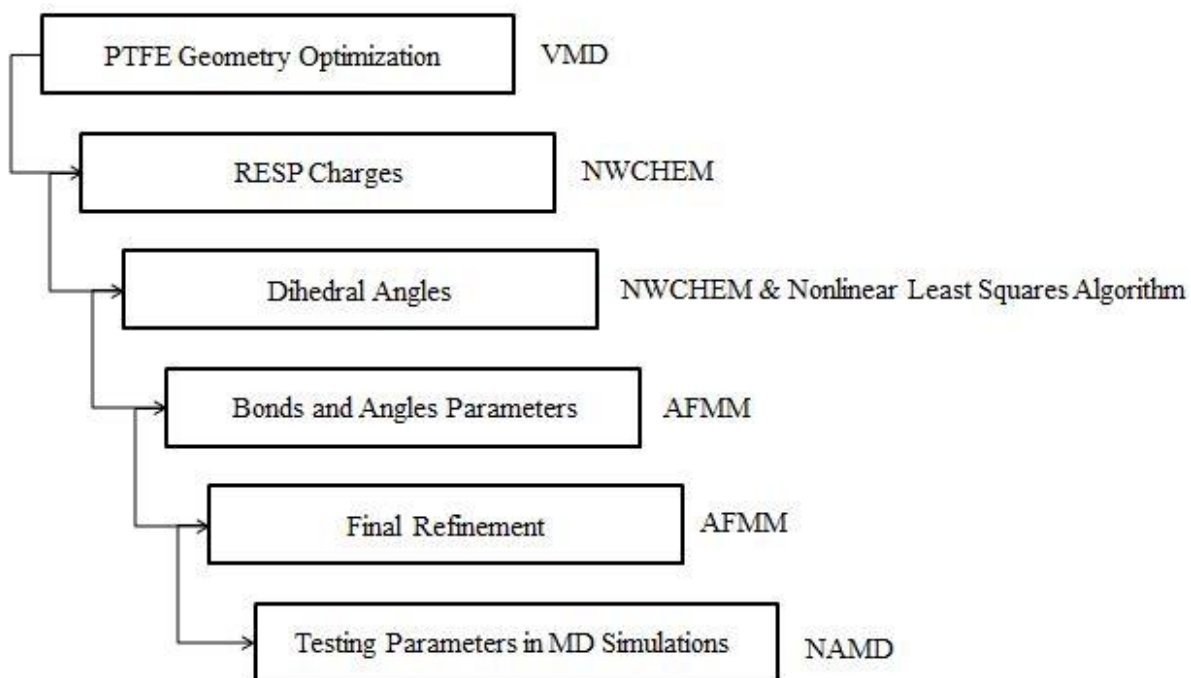 PTFE Geometry Optimization VMD
RESP Charges NWCHEM
Dihedral Angles NWCHEM & Nonlinear Least Squares Algorithm
Bonds and Angles Parameters AFMM
Final Refinement AFMM
Testing Parameters in MD Simulations NAMD